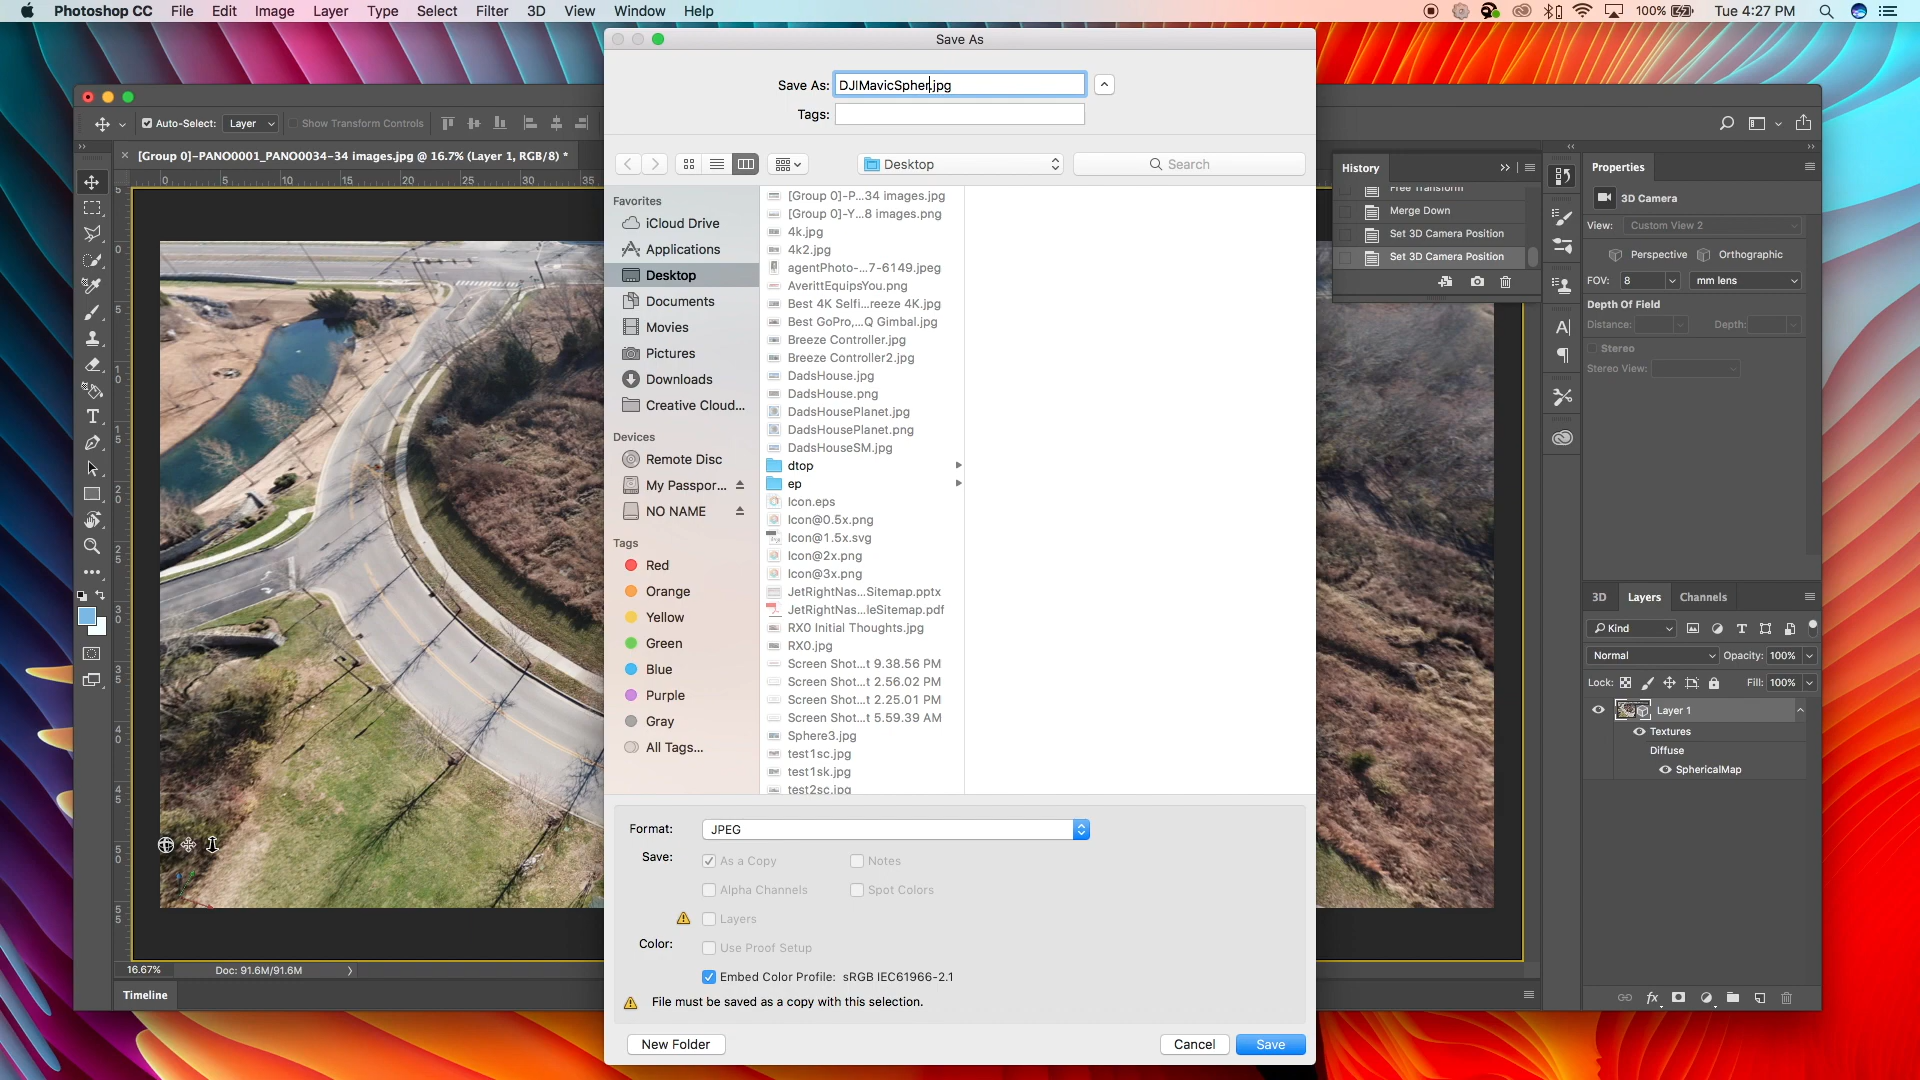 Photoshop CC File Edit Image Layer Type Select Filter 3D View Window Help 100% Tue 4:27 PM
Save As
Save As: DJIMavicSpher.jpg
Tags:
Auto-Select: Layer Show Transform Controls
[Group 0]-PANO0001_PANO0034-34 images.jpg @ 16.7% (Layer 1, RGB/8) *
0 5 10 15 20 25 30 35
Desktop
Search
Favorites
iCloud Drive
Applications
Desktop
Documents
Movies
Pictures
Downloads
Creative Cloud...
Devices
Remote Disc
My Passpor...
NO NAME
Tags
Red
Orange
Yellow
Green
Blue
Purple
Gray
All Tags...
[Group 0]-P...34 images.jpg
[Group 0]-Y...8 images.png
4k.jpg
4k2.jpg
agentPhoto-...7-6149.jpeg
AverittEquipsYou.png
Best 4K Selfi...reeze 4K.jpg
Best GoPro,...Q Gimbal.jpg
Breeze Controller.jpg
Breeze Controller2.jpg
DadsHouse.jpg
DadsHouse.png
DadsHousePlanet.jpg
DadsHousePlanet.png
DadsHouseSM.jpg
dtop
ep
Icon.eps
Icon@0.5x.png
Icon@1.5x.svg
Icon@2x.png
Icon@3x.png
JetRightNas...Sitemap.pptx
JetRightNas...leSitemap.pdf
RX0 Initial Thoughts.jpg
RX0.jpg
Screen Shot...t 9.38.56 PM
Screen Shot...t 2.56.02 PM
Screen Shot...t 2.25.01 PM
Screen Shot...t 5.59.39 AM
Sphere3.jpg
test1sc.jpg
test1sk.jpg
test2sc.jpg
Format: JPEG
Save: As a Copy Notes
Alpha Channels Spot Colors
Layers
Color: Use Proof Setup
Embed Color Profile: sRGB IEC61966-2.1
File must be saved as a copy with this selection.
New Folder Cancel Save
16.67% Doc: 91.6M/91.6M
Timeline
History
Free Transform
Merge Down
Set 3D Camera Position
Set 3D Camera Position
Properties
3D Camera
View: Custom View 2
Perspective Orthographic
FOV: 8 mm lens
Depth Of Field
Distance: Depth:
Stereo
Stereo View:
3D Layers Channels
Kind
Normal Opacity: 100%
Lock: Fill: 100%
Layer 1
Textures
Diffuse
SphericalMap